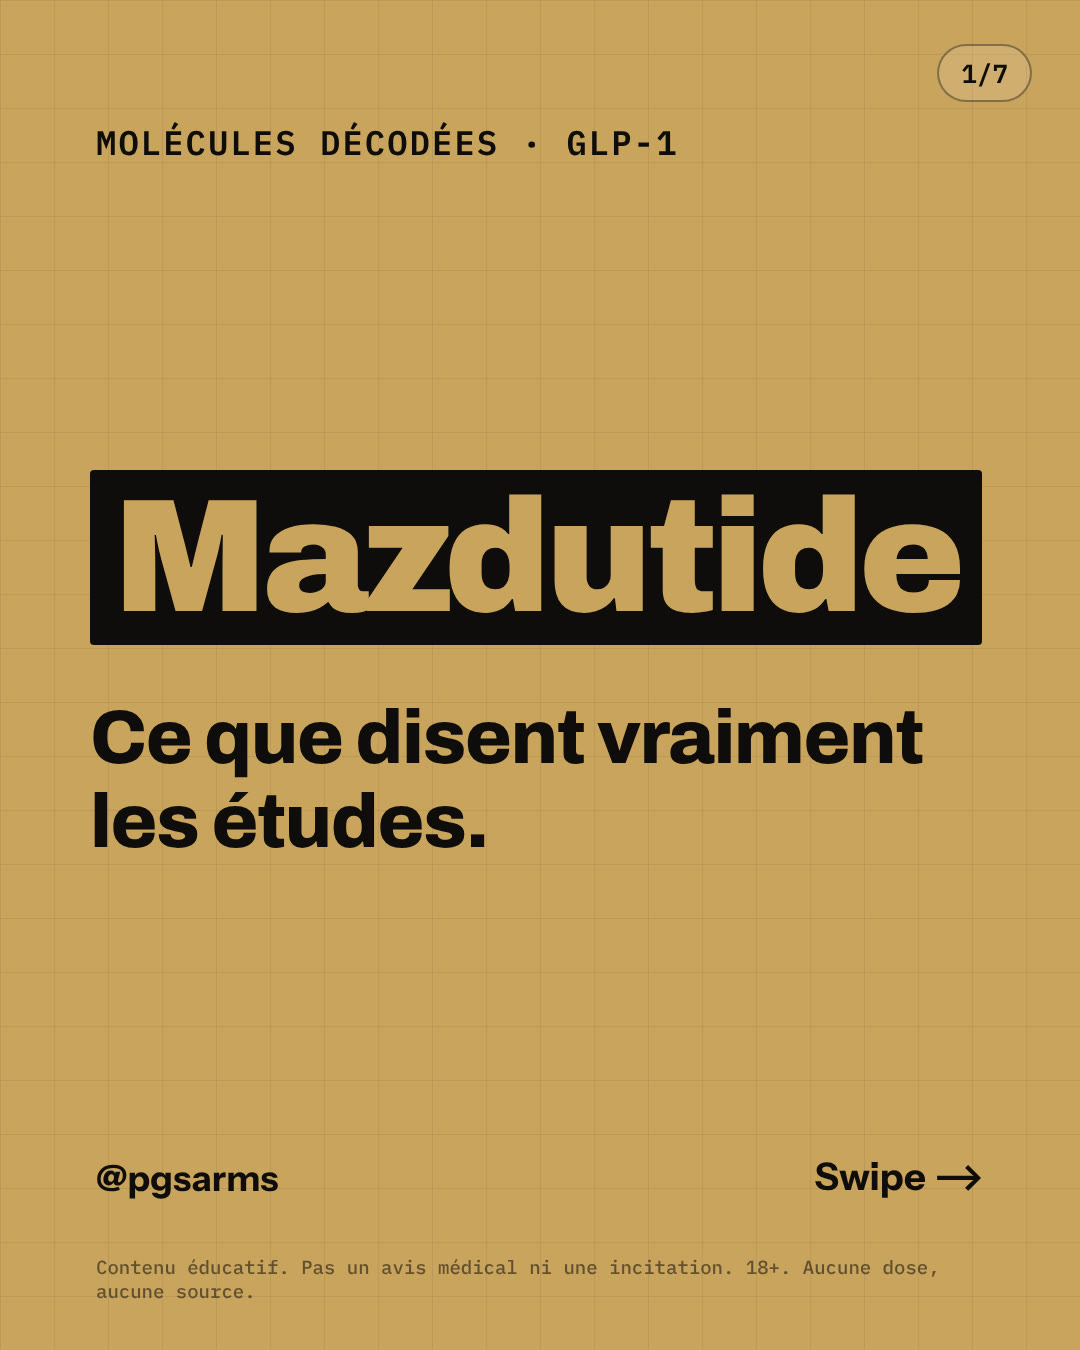 1/7
MOLÉCULES DÉCODÉES · GLP-1
Mazdutide
Ce que disent vraiment
les études.
@pgsarms
Swipe →
Contenu éducatif. Pas un avis médical ni une incitation. 18+. Aucune dose,
aucune source.